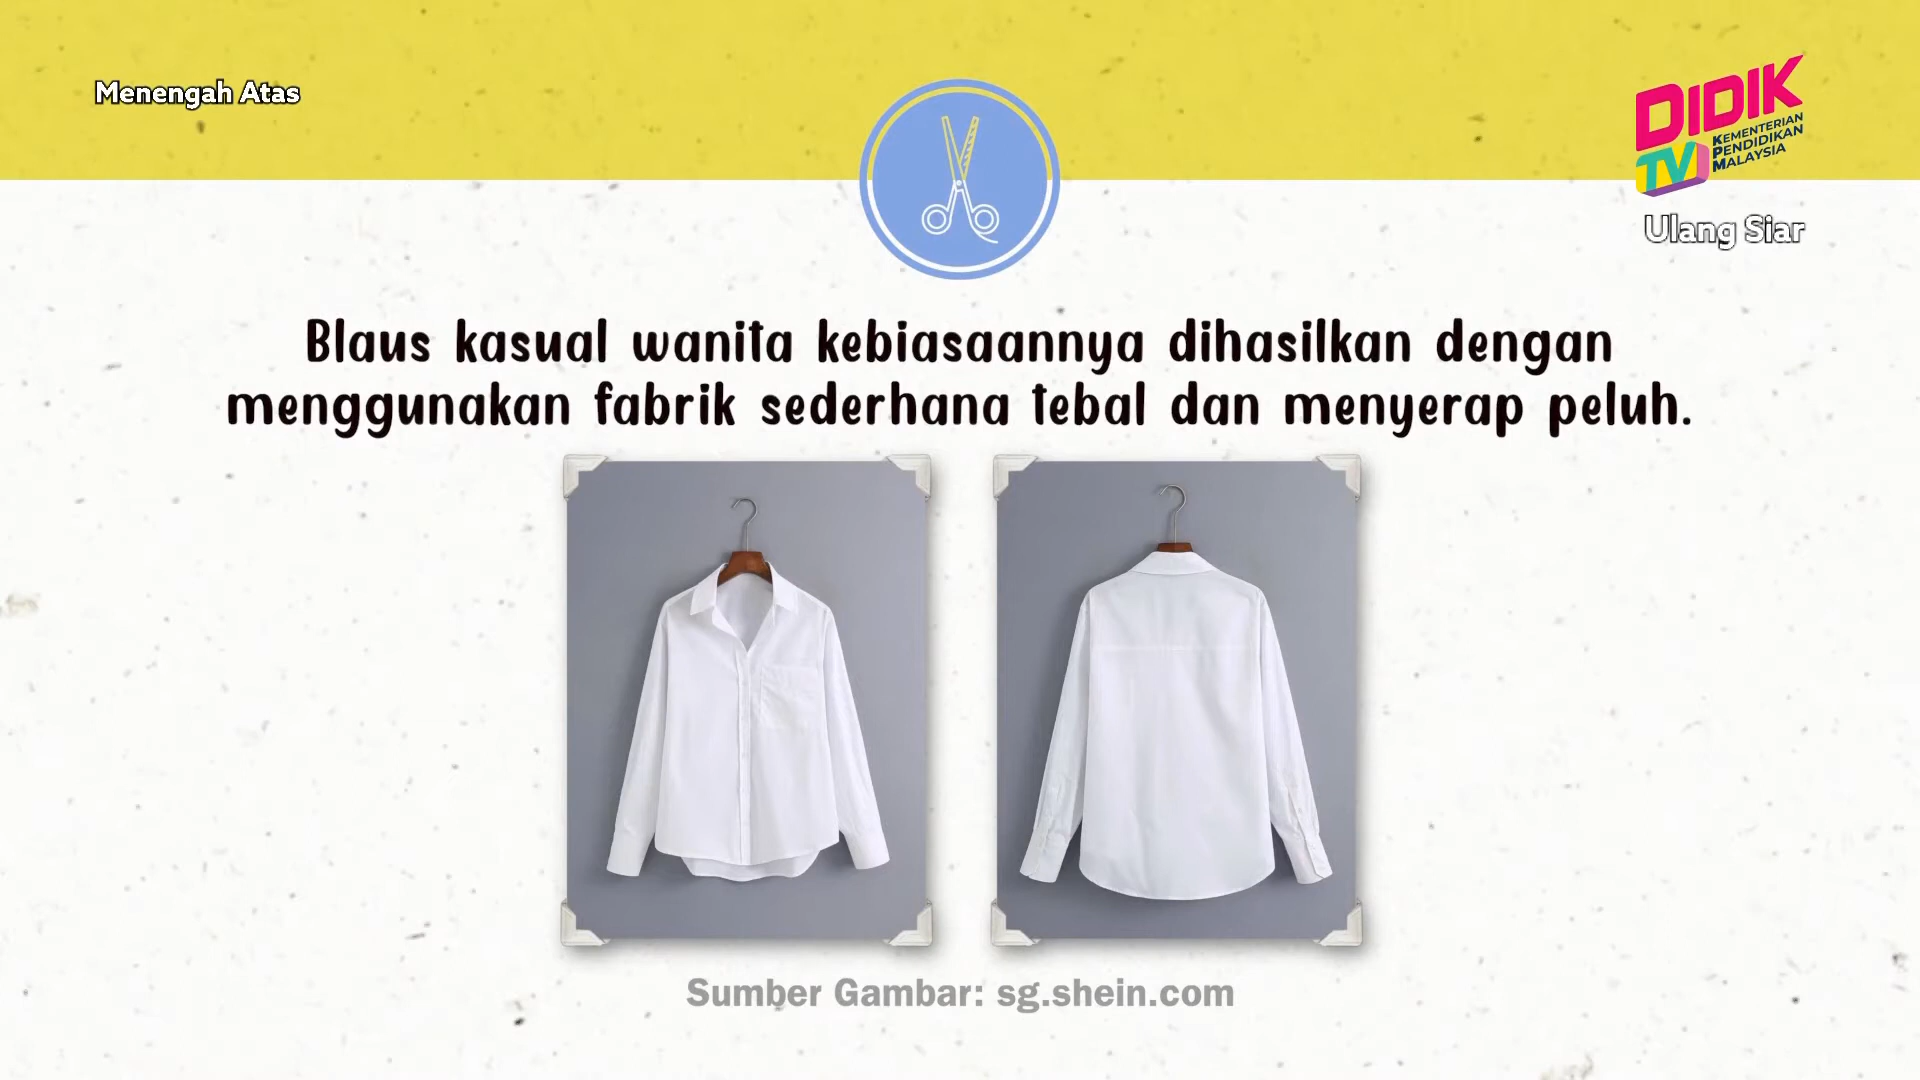 Menengah Atas
DIDIK
TV
KEMENTERIAN
PENDIDIKAN
MALAYSIA
Ulang Siar
Blaus kasual wanita kebiasaannya dihasilkan dengan
menggunakan fabrik sederhana tebal dan menyerap peluh.
Sumber Gambar: sg.shein.com